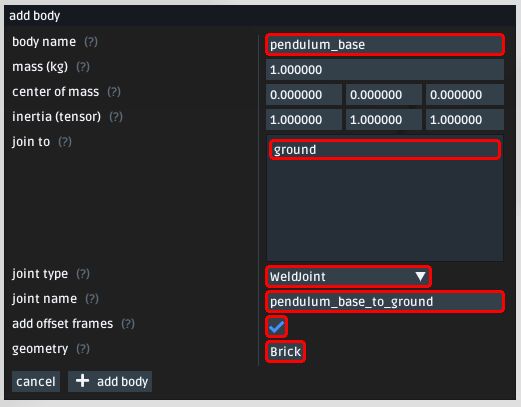 add body
body name (?) pendulum_base
mass (kg) (?) 1.000000
center of mass (?) 0.000000 0.000000 0.000000
inertia (tensor) (?) 1.000000 1.000000 1.000000
join to (?) ground
joint type (?) WeldJoint
joint name (?) pendulum_base_to_ground
add offset frames (?)
geometry (?) Brick
cancel + add body